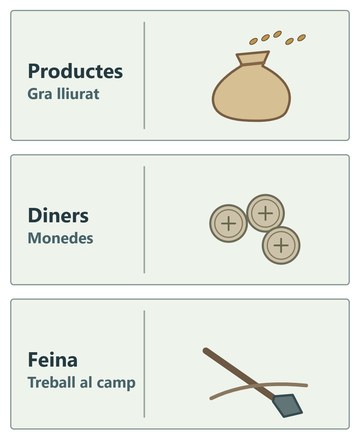 Productes
Gra lliurat
Diners
Monedes
Feina
Treball al camp